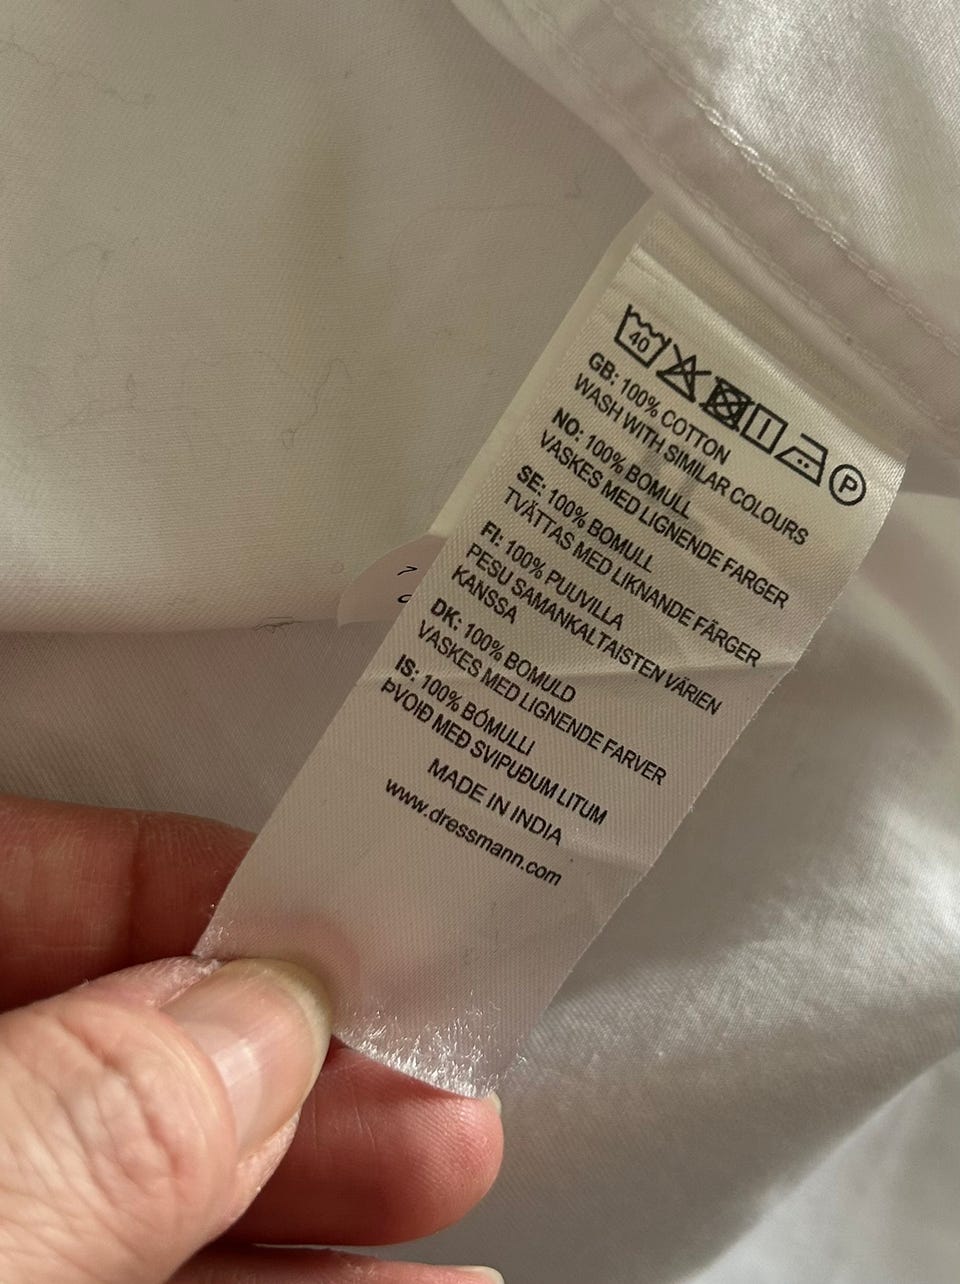 40
P
GB: 100% COTTON
WASH WITH SIMILAR COLOURS
NO: 100% BOMULL
VASKES MED LIGNENDE FARGER
SE: 100% BOMULL
TVÄTTAS MED LIKNANDE FÄRGER
FI: 100% PUUVILLA
PESU SAMANKALTAISTEN VÄRIEN
KANSSA
DK: 100% BOMULD
VASKES MED LIGNENDE FARVER
IS: 100% BÓMULLI
ÞVOIÐ MEÐ SVIPUÐUM LITUM
MADE IN INDIA
www.dressmann.com